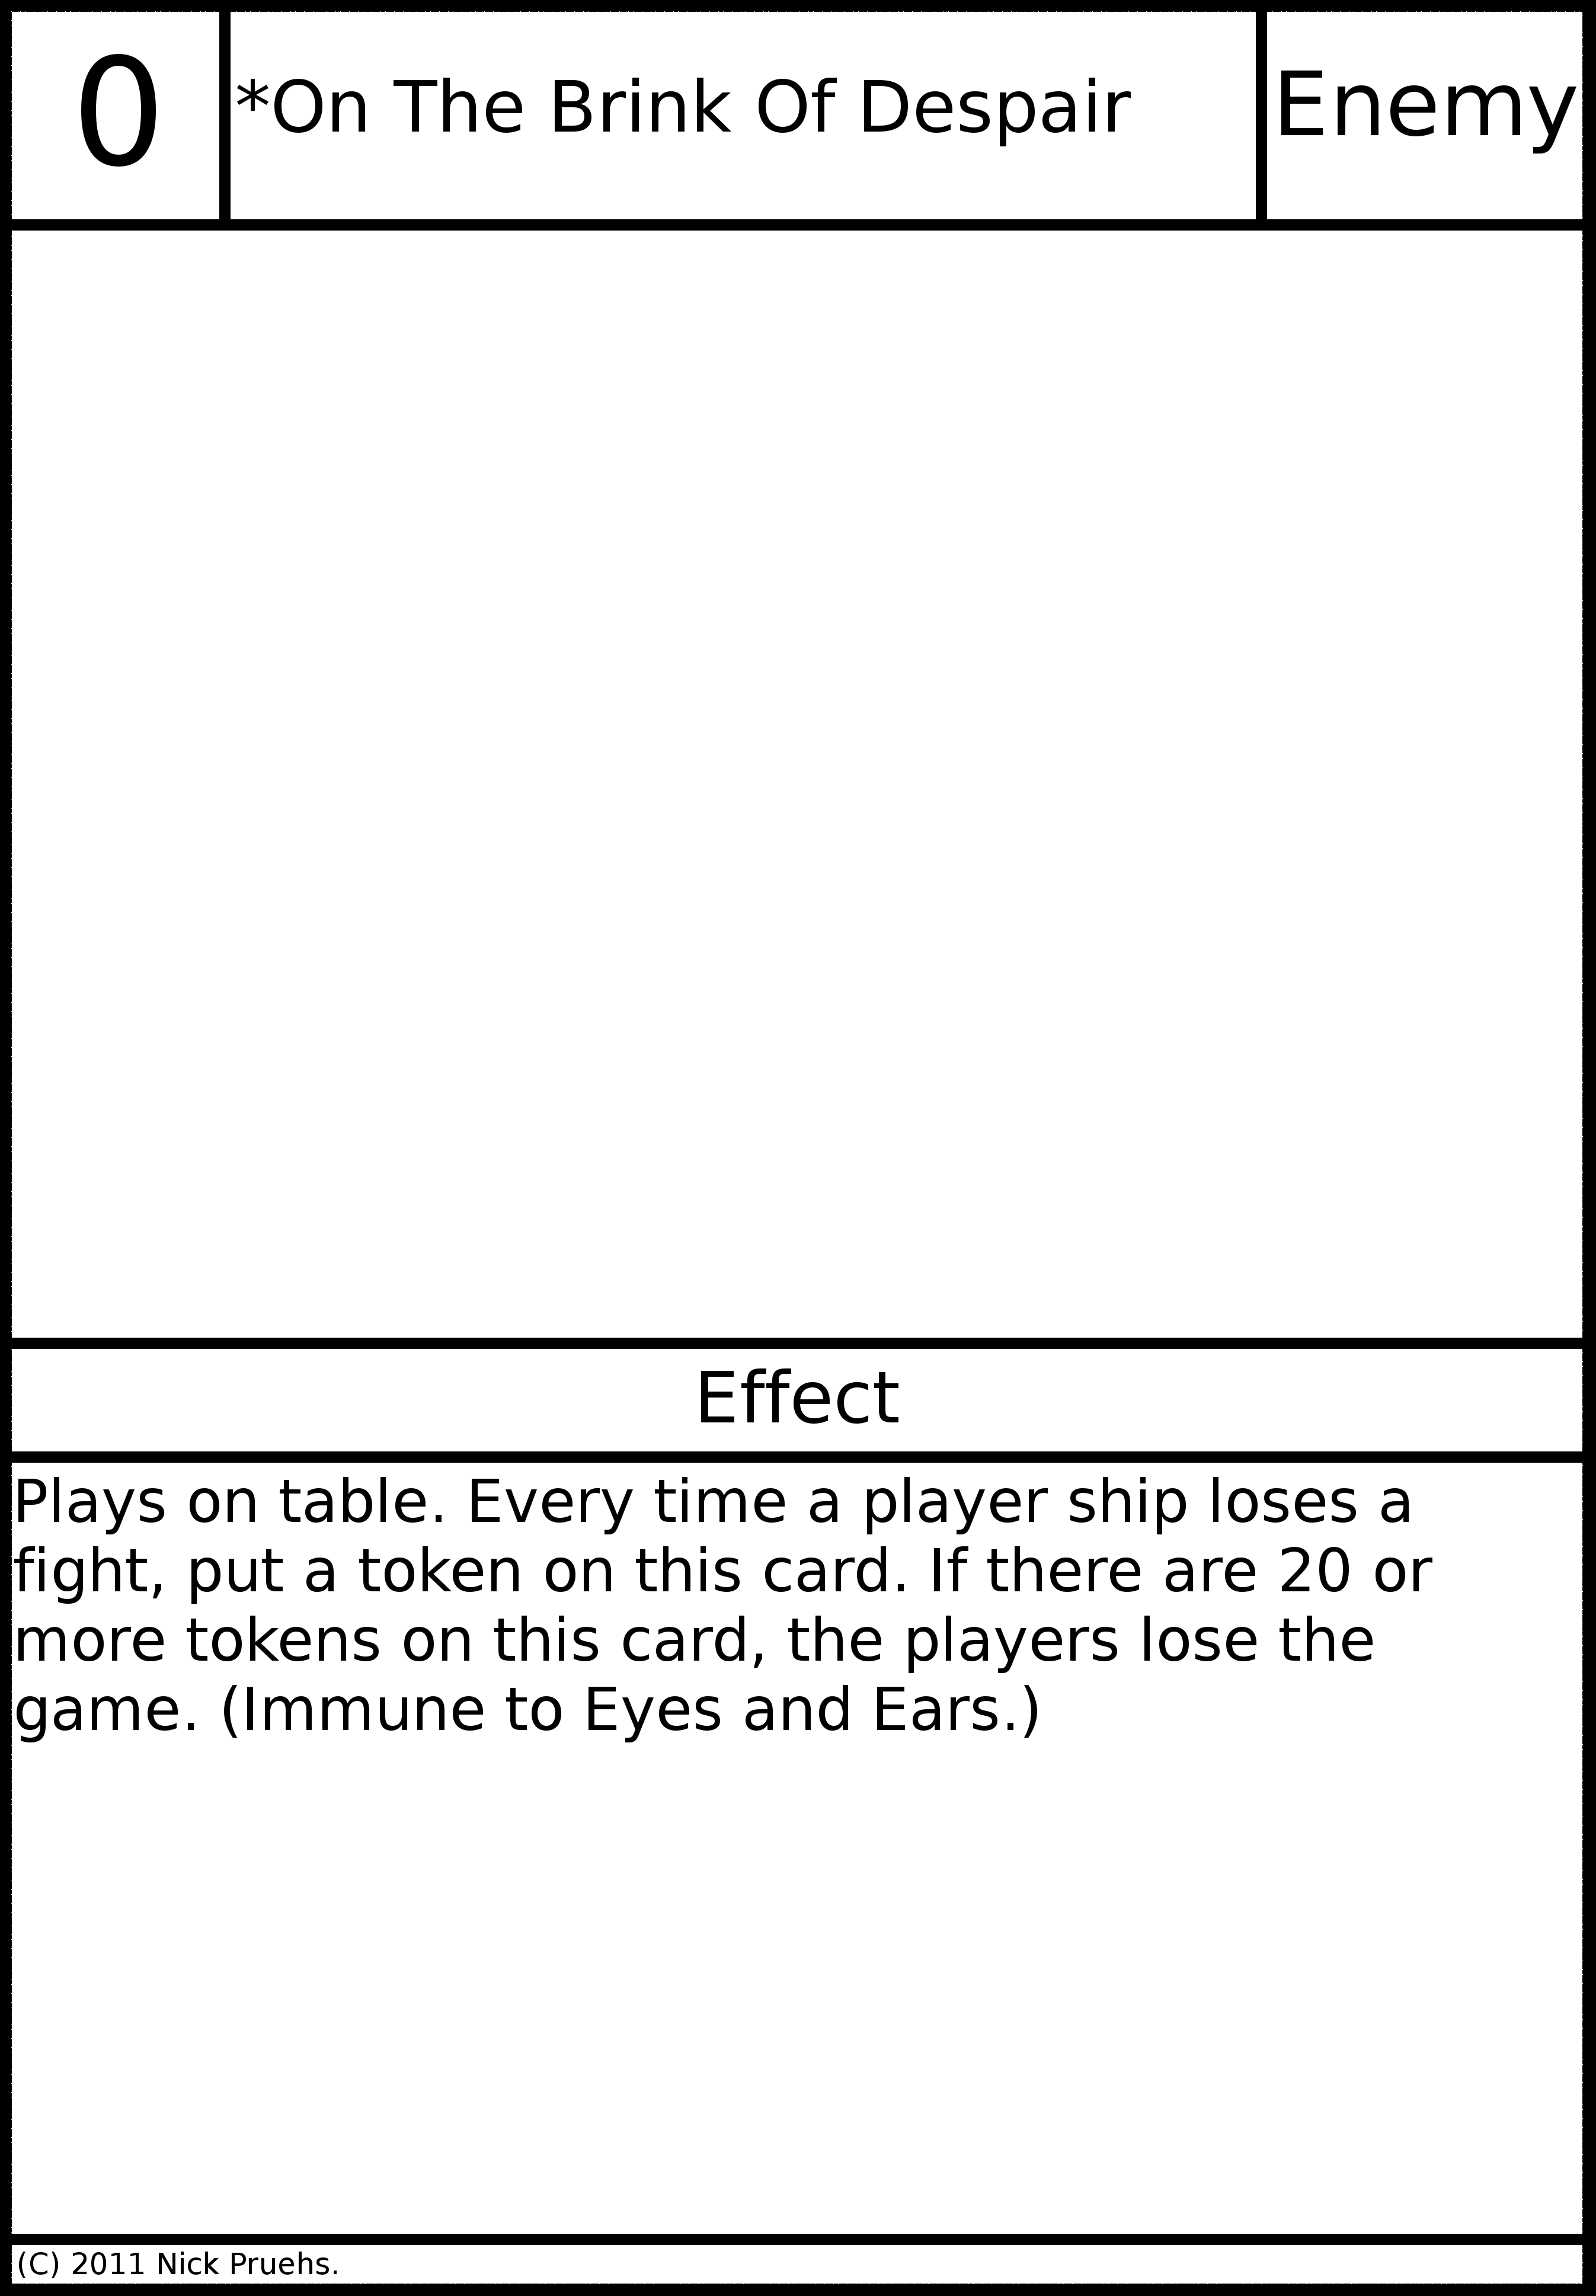 0
*On The Brink Of Despair
Enemy
Effect
Plays on table. Every time a player ship loses a
fight, put a token on this card. If there are 20 or
more tokens on this card, the players lose the
game. (Immune to Eyes and Ears.)
(C) 2011 Nick Pruehs.